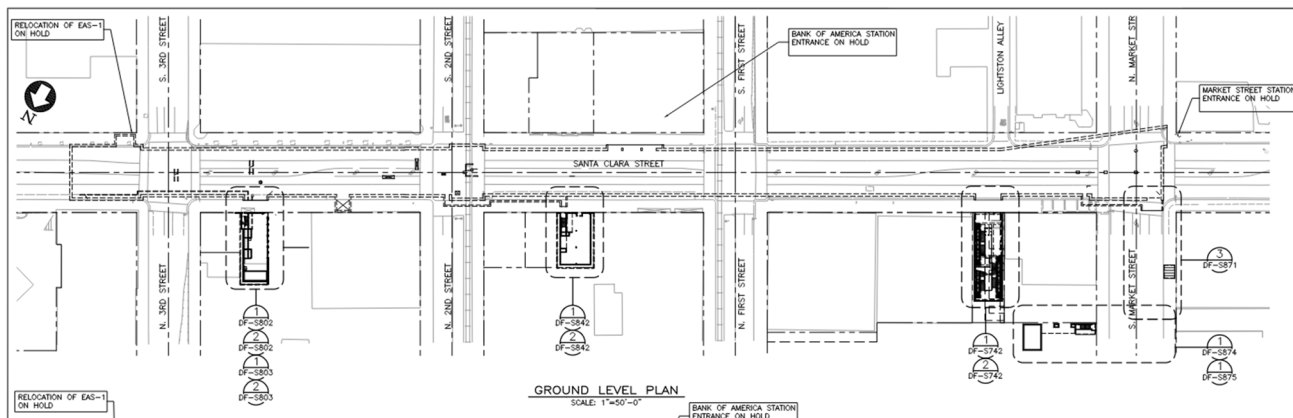 RELOCATION OF EAS-1
ON HOLD
S. 3RD STREET
S. 2ND STREET
S. FIRST STREET
BANK OF AMERICA STATION
ENTRANCE ON HOLD
LIGHTSTON ALLEY
N. MARKET STR
MARKET STREET STATION
ENTRANCE ON HOLD
N
SANTA CLARA STREET
N. 3RD STREET
N. 2ND STREET
N. FIRST STREET
S. MARKET STREET
3
DF-S871
1
DF-S802
2
DF-S802
1
DF-S803
2
DF-S803
1
DF-S842
2
DF-S842
1
DF-S742
2
DF-S742
1
DF-S874
1
DF-S875
GROUND LEVEL PLAN
SCALE: 1"=50'-0"
RELOCATION OF EAS-1
ON HOLD
BANK OF AMERICA STATION
ENTRANCE ON HOLD